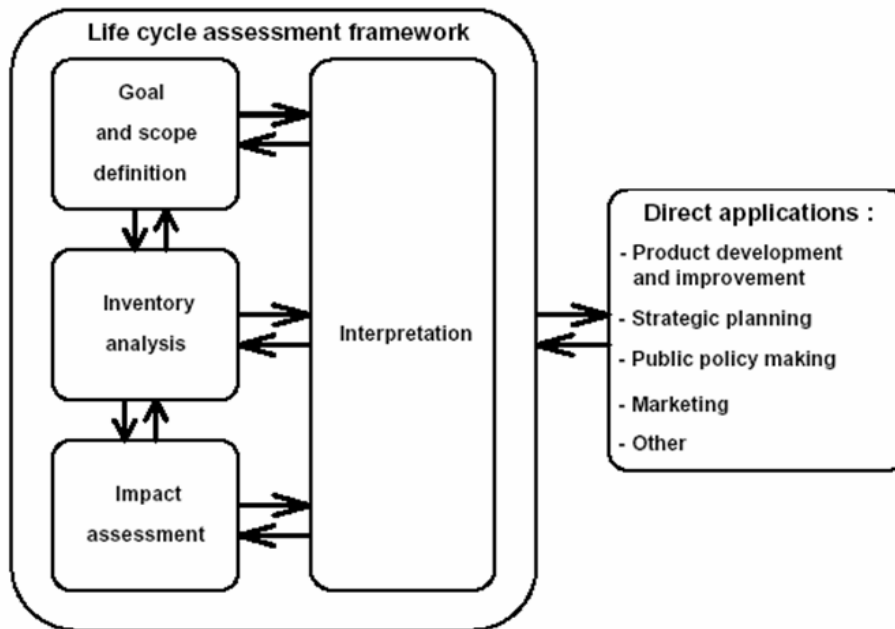 Life cycle assessment framework
Goal
and scope
definition
Inventory
analysis
Impact
assessment
Interpretation
Direct applications :
- Product development
and improvement
- Strategic planning
- Public policy making
- Marketing
- Other